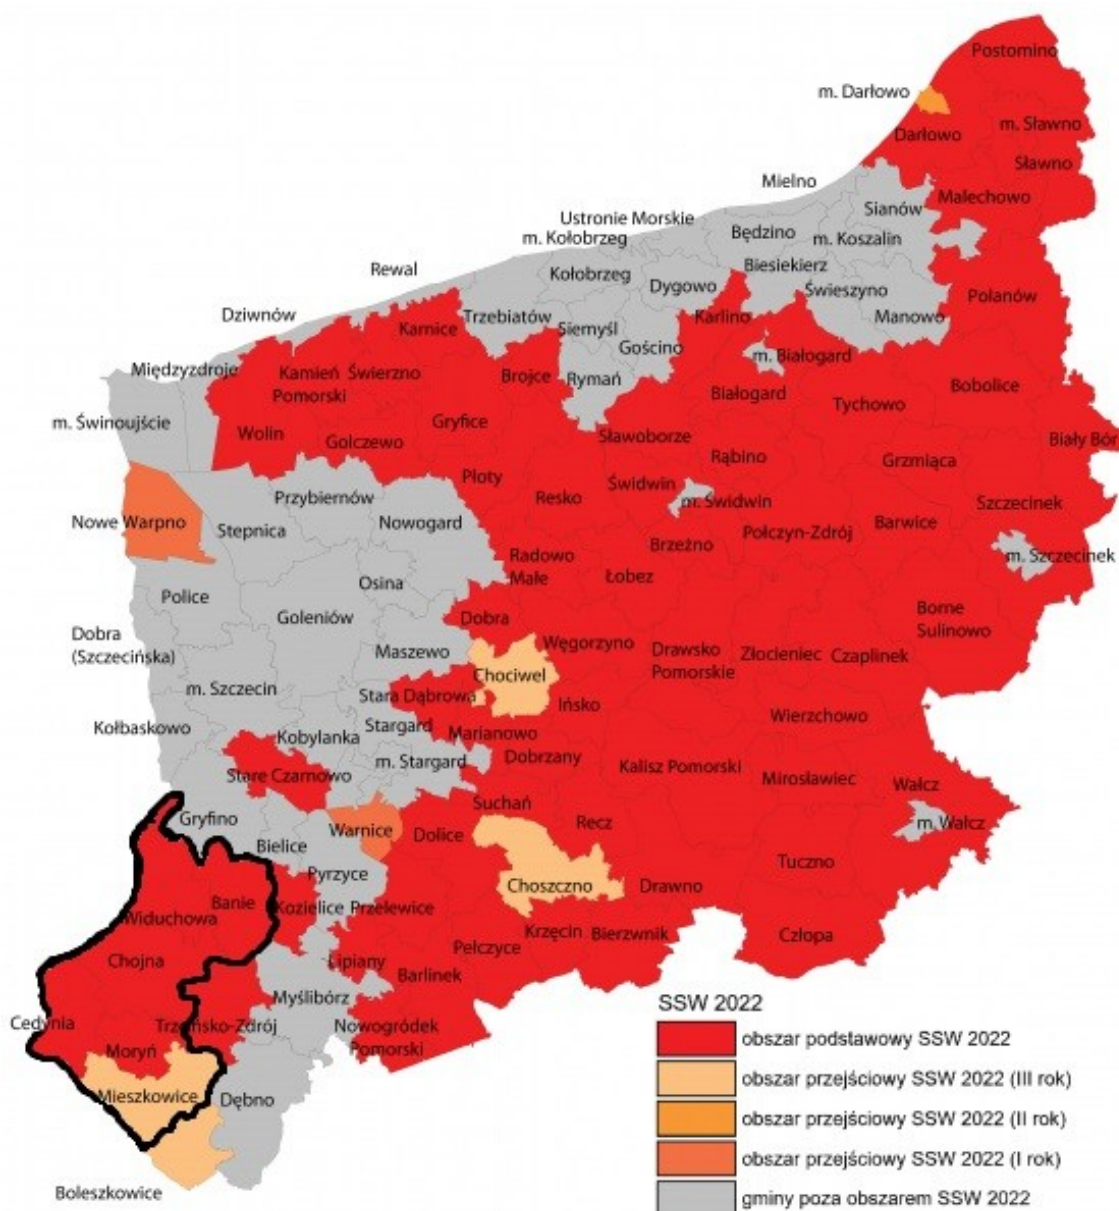 Postomino
m. Darłowo
Darłowo
m. Sławno
Sławno
Mielno
Malechowo
Sianów
Ustronie Morskie
m. Kołobrzeg
Będzino
m. Koszalin
Rewal
Kołobrzeg
Biesiekierz
Dygowo
Świeszyno
Polanów
Dziwnów
Trzebiatów
Karlino
Manowo
Karnice
Siemyśl
Gościno
m. Białogard
Międzyzdroje
Kamień
Pomorski
Świerzno
Brojce
Rymań
Białogard
Bobolice
Tychowo
m. Świnoujście
Wolin
Golczewo
Gryfice
Sławoborze
Biały Bór
Rąbino
Grzmiąca
Płoty
Resko
Świdwin
m. Świdwin
Szczecinek
Przybiernów
Nowe Warpno
Stepnica
Nowogard
Brzeżno
Połczyn-Zdrój
Barwice
m. Szczecinek
Radowo
Małe
Łobez
Osina
Police
Goleniów
Dobra
Borne
Sulinowo
Dobra
(Szczecińska)
Maszewo
Węgorzyno
Drawsko
Pomorskie
Złocieniec
Czaplinek
Chociwel
m. Szczecin
Stara Dąbrowa
Ińsko
Kołbaskowo
Stargard
Marianowo
Wierzchowo
Kobylanka
m. Stargard
Dobrzany
Kalisz Pomorski
Mirosławiec
Stare Czarnowo
Wałcz
Suchań
Gryfino
Warnice
Dolice
Recz
m. Wałcz
Bielice
Tuczno
Pyrzyce
Choszczno
Drawno
Banie
Kozielice
Przelewice
Widuchowa
Krzęcin
Bierzwnik
Człopa
Pełczyce
Chojna
Lipiany
Barlinek
Myślibórz
Cedynia
Trzcińsko-Zdrój
Nowogródek
Pomorski
Moryń
Mieszkowice
Dębno
Boleszkowice
SSW 2022
obszar podstawowy SSW 2022
obszar przejściowy SSW 2022 (III rok)
obszar przejściowy SSW 2022 (II rok)
obszar przejściowy SSW 2022 (I rok)
gminy poza obszarem SSW 2022